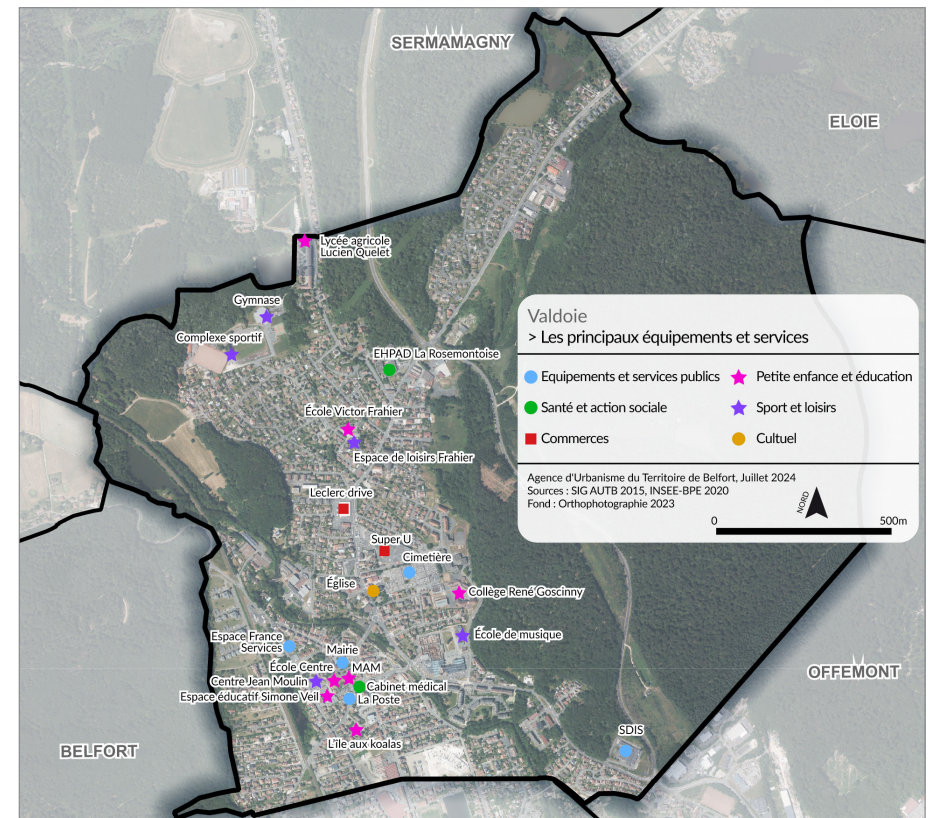 SERMAMAGNY
ELOIE
Lycée agricole
Lucien Quelet
Gymnase
Complexe sportif
EHPAD La Rosemontoise
École Victor Frahier
Espace de loisirs Frahier
Leclerc drive
Super U
Cimetière
Église
Collège René Goscinny
École de musique
Espace France
Services
Mairie
École Centre
MAM
Centre Jean Moulin
Cabinet médical
Espace éducatif Simone Veil
La Poste
L'île aux koalas
SDIS
OFFEMONT
BELFORT
Valdoie
> Les principaux équipements et services
Equipements et services publics
Petite enfance et éducation
Santé et action sociale
Sport et loisirs
Commerces
Cultuel
Agence d'Urbanisme du Territoire de Belfort, Juillet 2024
Sources : SIG AUTB 2015, INSEE-BPE 2020
Fond : Orthophotographie 2023
NORD
0
500m